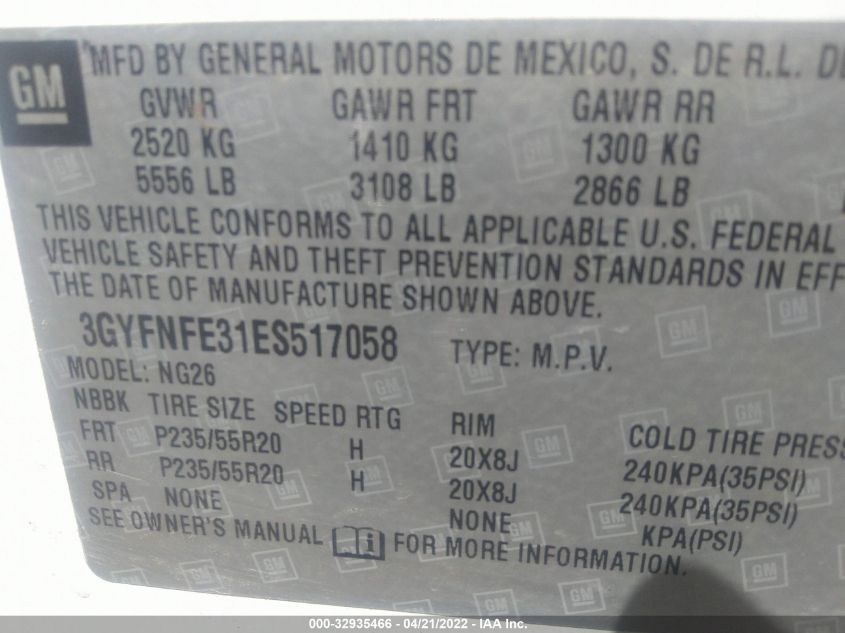 GM
MFD BY GENERAL MOTORS DE MEXICO, S. DE R.L. DE
GVWR GAWR FRT GAWR RR
2520 KG 1410 KG 1300 KG
5556 LB 3108 LB 2866 LB
THIS VEHICLE CONFORMS TO ALL APPLICABLE U.S. FEDERAL
VEHICLE SAFETY AND THEFT PREVENTION STANDARDS IN EFF
THE DATE OF MANUFACTURE SHOWN ABOVE.
3GYFNFE31ES517058 TYPE: M.P.V.
MODEL: NG26
NBBK TIRE SIZE SPEED RTG RIM COLD TIRE PRESS
FRT P235/55R20 H 20X8J 240KPA(35PSI)
RR P235/55R20 H 20X8J 240KPA(35PSI)
SPA NONE NONE KPA(PSI)
SEE OWNER'S MANUAL i FOR MORE INFORMATION.
000-32935466 - 04/21/2022 - IAA Inc.